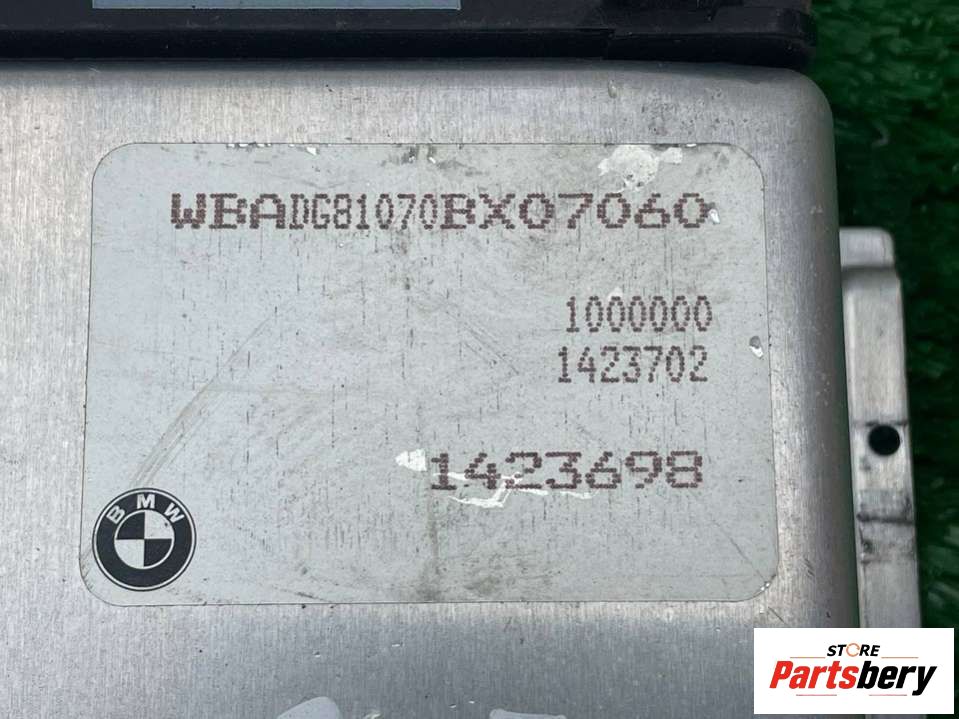 WBADG81070BX07060
1000000
1423702
1423698
BMW
STORE
Partsbery